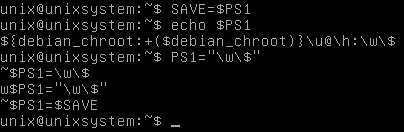 unix@unixsystem:~$ SAVE=$PS1
unix@unixsystem:~$ echo $PS1
${debian_chroot:+($debian_chroot)}\u@\h:\w\$
unix@unixsystem:~$ PS1="\w\$"
~$PS1=\w\$
w$PS1="\w\$"
~$PS1=$SAVE
unix@unixsystem:~$ _